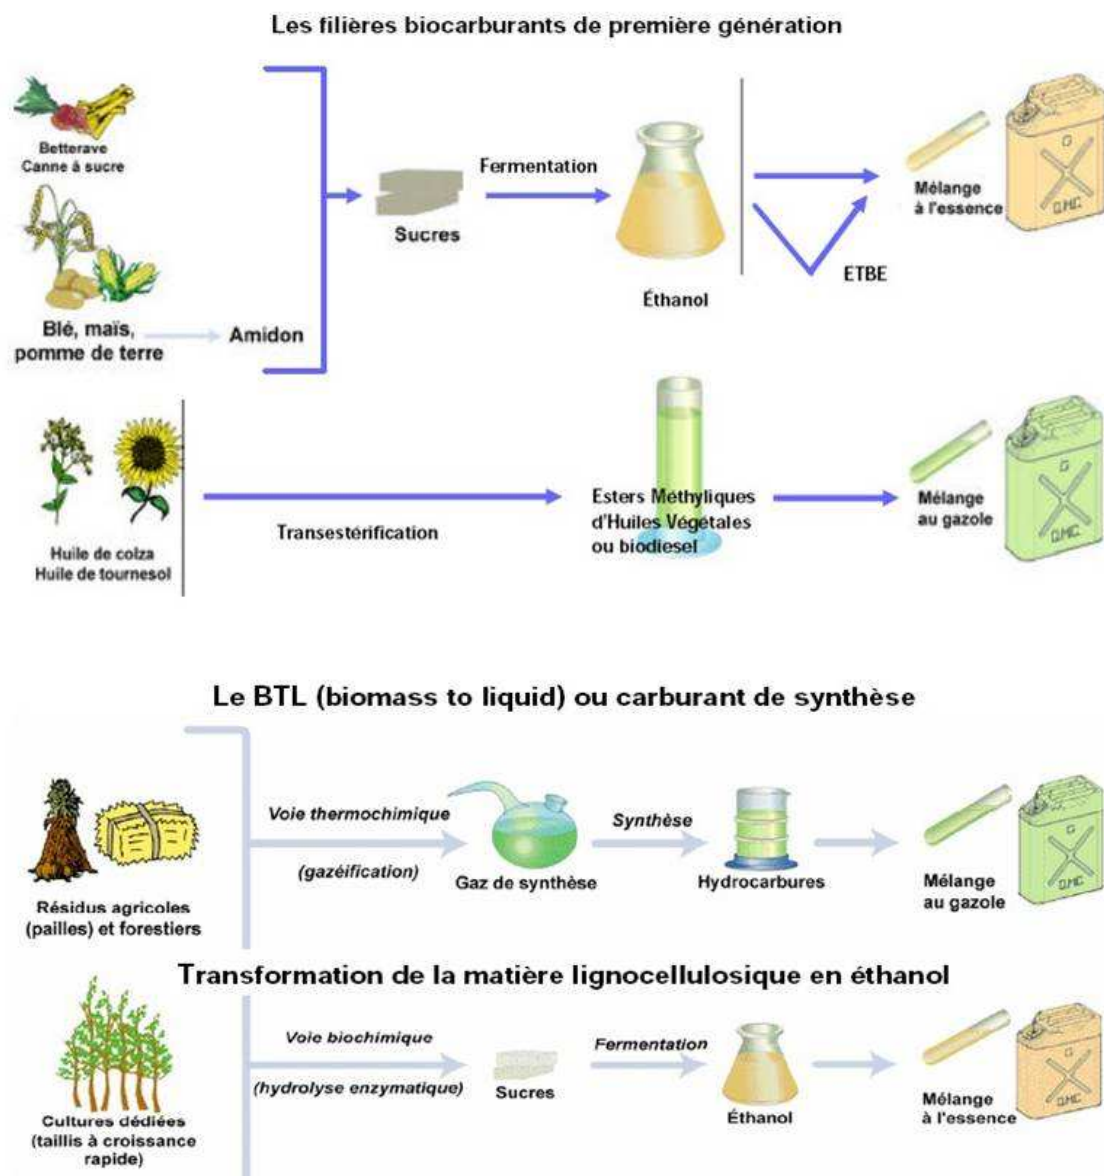 Les filières biocarburants de première génération
Betterave
Canne à sucre
Fermentation
Sucres
Éthanol
Mélange
à l'essence
G
Q.M.C
ETBE
Blé, maïs,
pomme de terre
Amidon
Huile de colza
Huile de tournesol
Transestérification
Esters Méthyliques
d'Huiles Végétales
ou biodiesel
Mélange
au gazole
G
Q.M.C
Le BTL (biomass to liquid) ou carburant de synthèse
Résidus agricoles
(pailles) et forestiers
Voie thermochimique
(gazéification)
Gaz de synthèse
Synthèse
Hydrocarbures
Mélange
au gazole
G
Q.M.C
Transformation de la matière lignocellulosique en éthanol
Cultures dédiées
(taillis à croissance
rapide)
Voie biochimique
(hydrolyse enzymatique)
Sucres
Fermentation
Éthanol
Mélange
à l'essence
G
Q.M.C